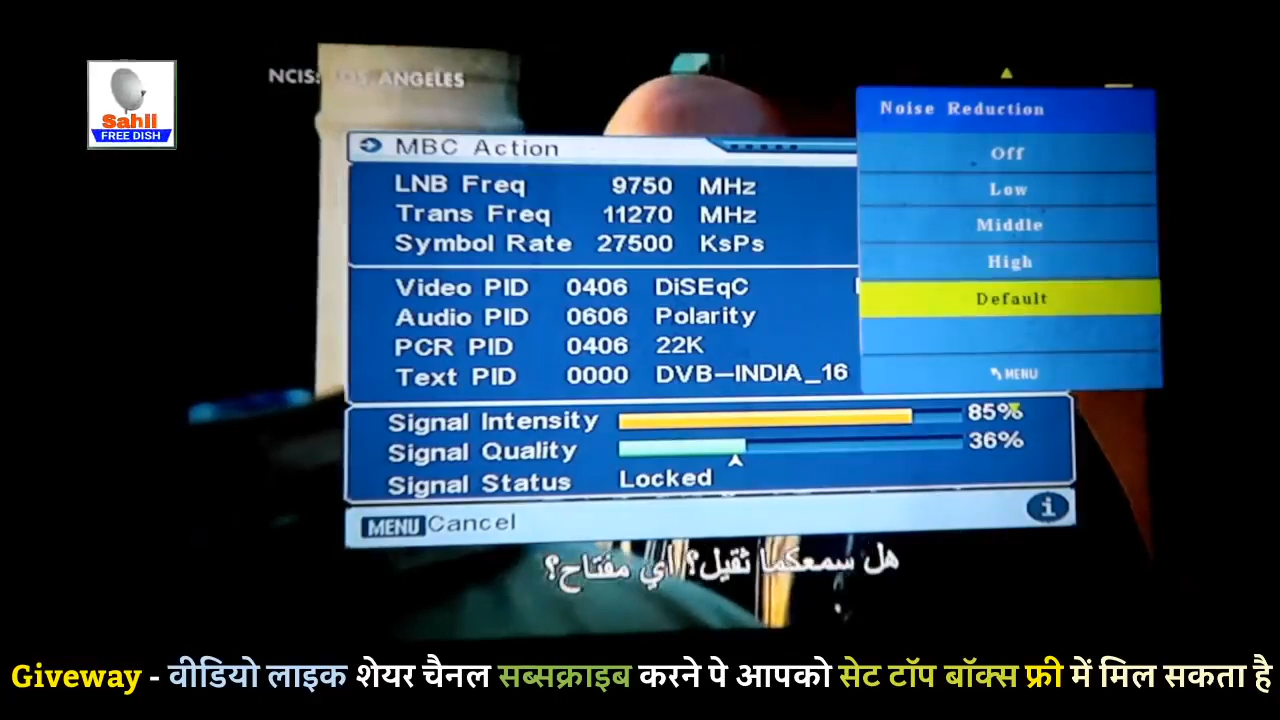 NCIS: LOS ANGELES
Sahil
FREE DISH
MBC Action
LNB Freq 9750 MHz
Trans Freq 11270 MHz
Symbol Rate 27500 KsPs
Video PID 0406 DiSEqC
Audio PID 0606 Polarity
PCR PID 0406 22K
Text PID 0000 DVB-INDIA_16
Signal Intensity 85%
Signal Quality 36%
Signal Status Locked
MENU Cancel
Noise Reduction
Off
Low
Middle
High
Default
MENU
هل سمعكما ثقيل؟ أي مفتاح؟
Giveway - वीडियो लाइक शेयर चैनल सब्सक्राइब करने पे आपको सेट टॉप बॉक्स फ्री में मिल सकता है